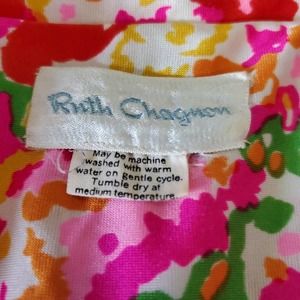 Ruth Chagnon
May be machine
washed with warm
water on gentle cycle.
Tumble dry at
medium temperature.